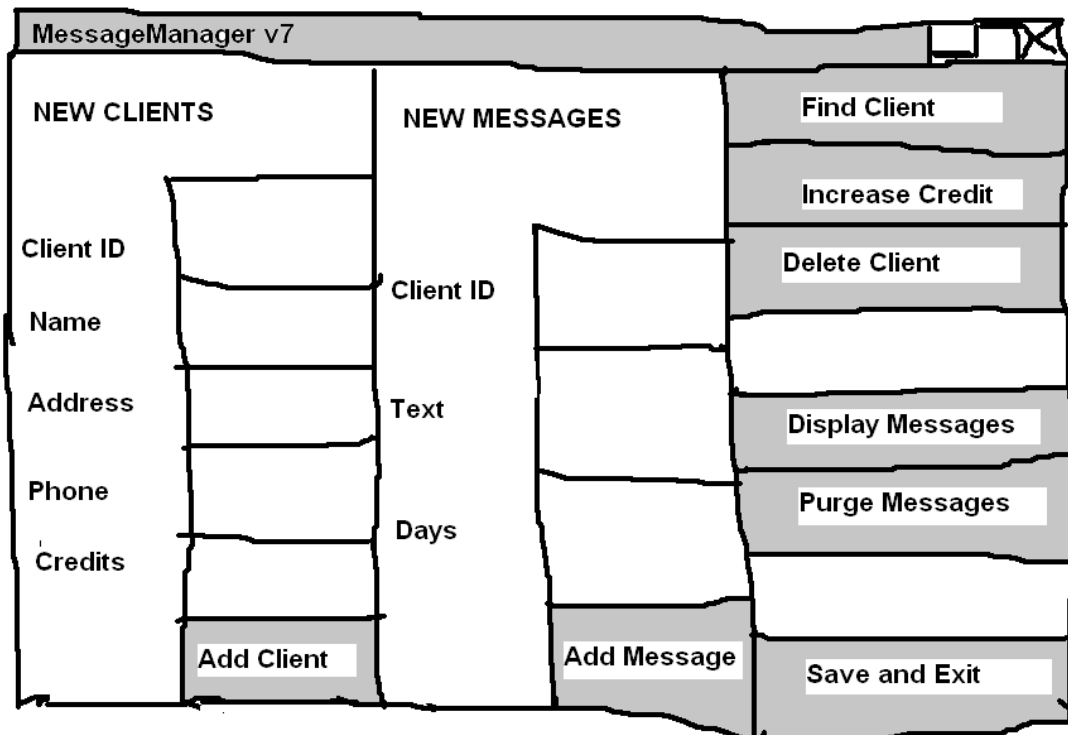 MessageManager v7
NEW CLIENTS
Client ID
Name
Address
Phone
Credits
Add Client
NEW MESSAGES
Client ID
Text
Days
Add Message
Find Client
Increase Credit
Delete Client
Display Messages
Purge Messages
Save and Exit